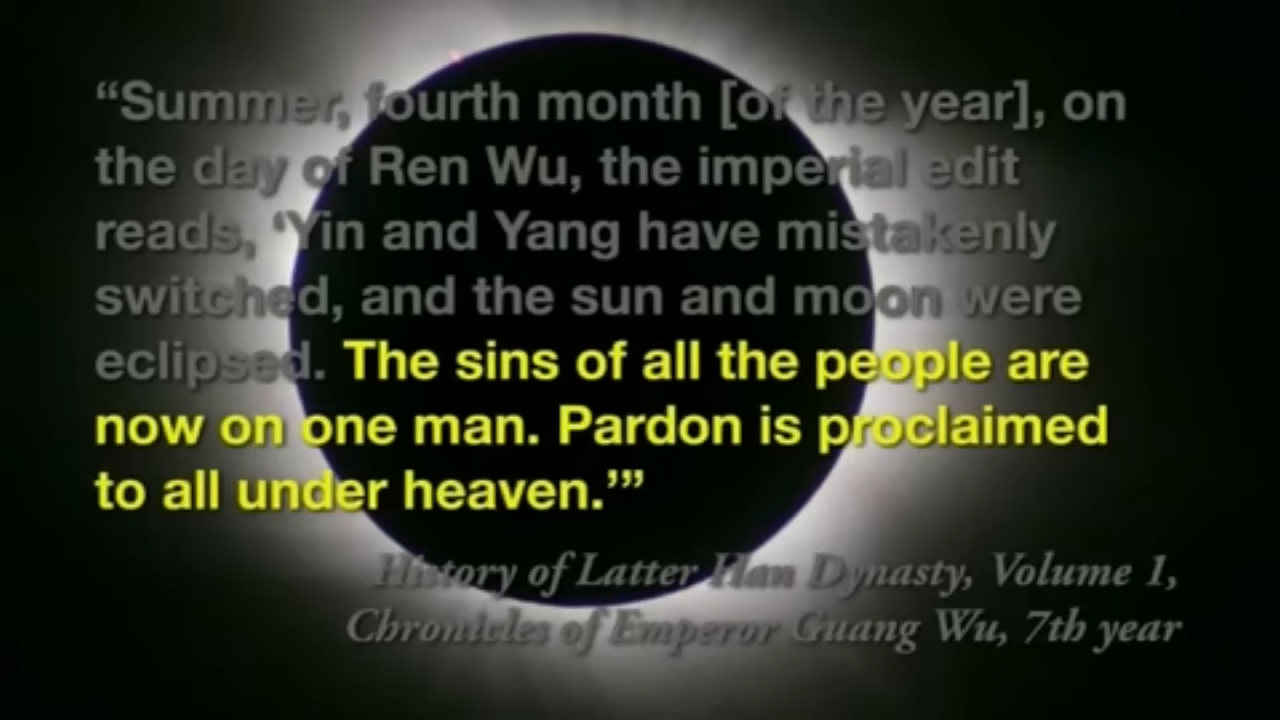 “Summer, fourth month [of the year], on
the day of Ren Wu, the imperial edit
reads, ‘Yin and Yang have mistakenly
switched, and the sun and moon were
eclipsed. The sins of all the people are
now on one man. Pardon is proclaimed
to all under heaven.’”
History of Latter Han Dynasty, Volume 1,
Chronicles of Emperor Guang Wu, 7th year